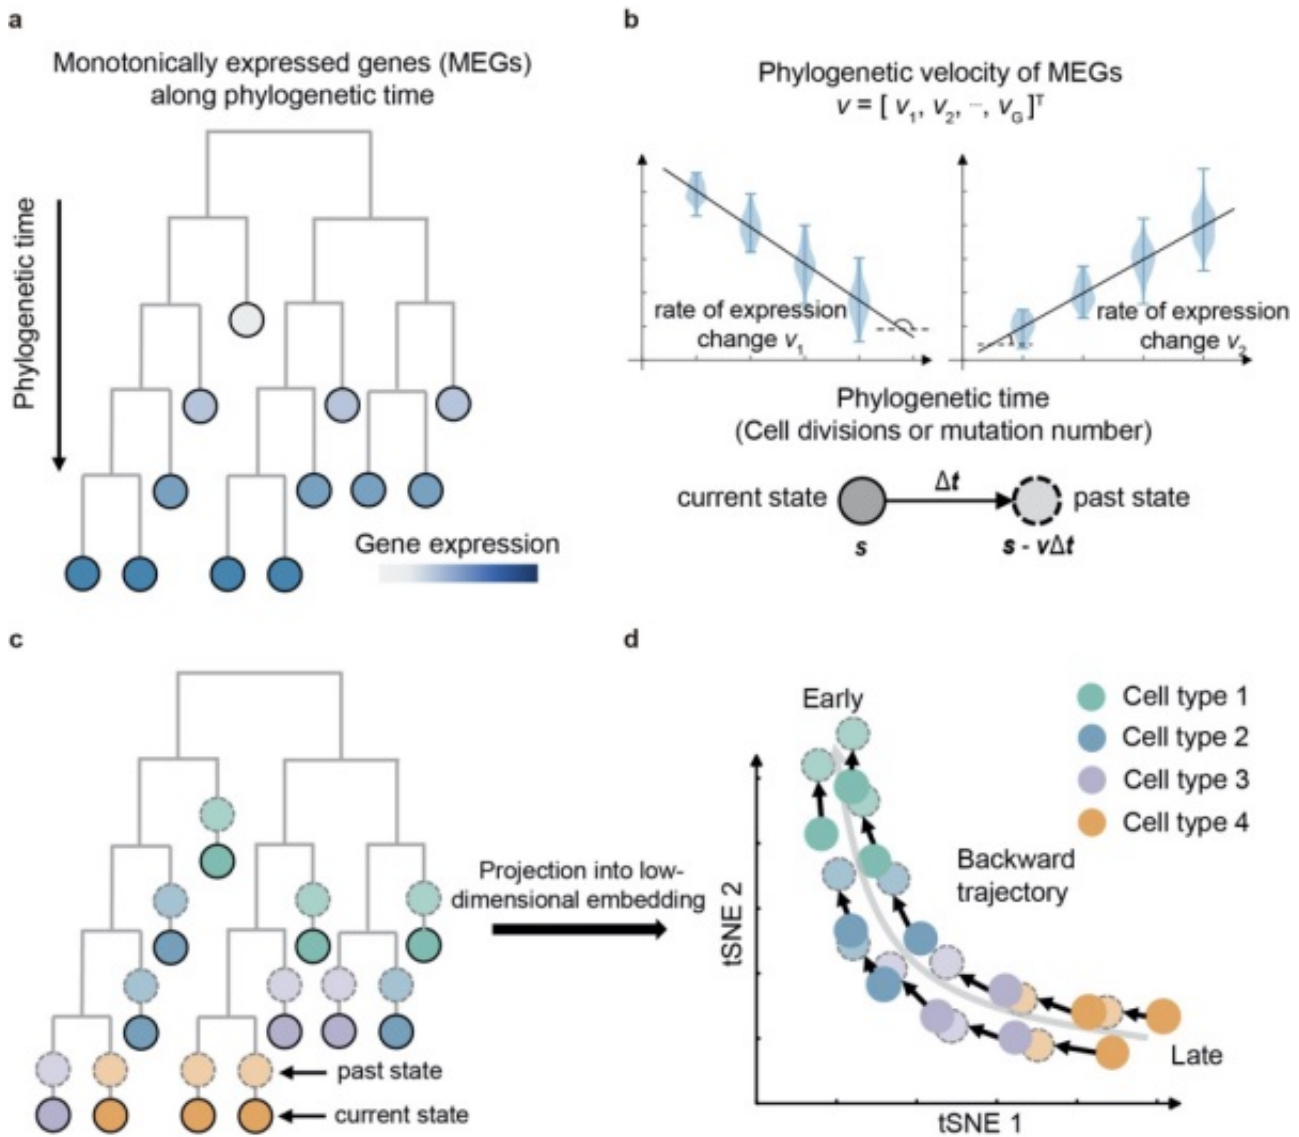 a
Monotonically expressed genes (MEGs)
along phylogenetic time
Phylogenetic time
Gene expression
b
Phylogenetic velocity of MEGs
v = [ v1, v2, ..., vG ]T
rate of expression
change v1
rate of expression
change v2
Phylogenetic time
(Cell divisions or mutation number)
current state
Δt
past state
s
s - vΔt
c
past state
current state
Projection into low-
dimensional embedding
d
Early
Cell type 1
Cell type 2
Cell type 3
Cell type 4
Backward
trajectory
Late
tSNE 2
tSNE 1